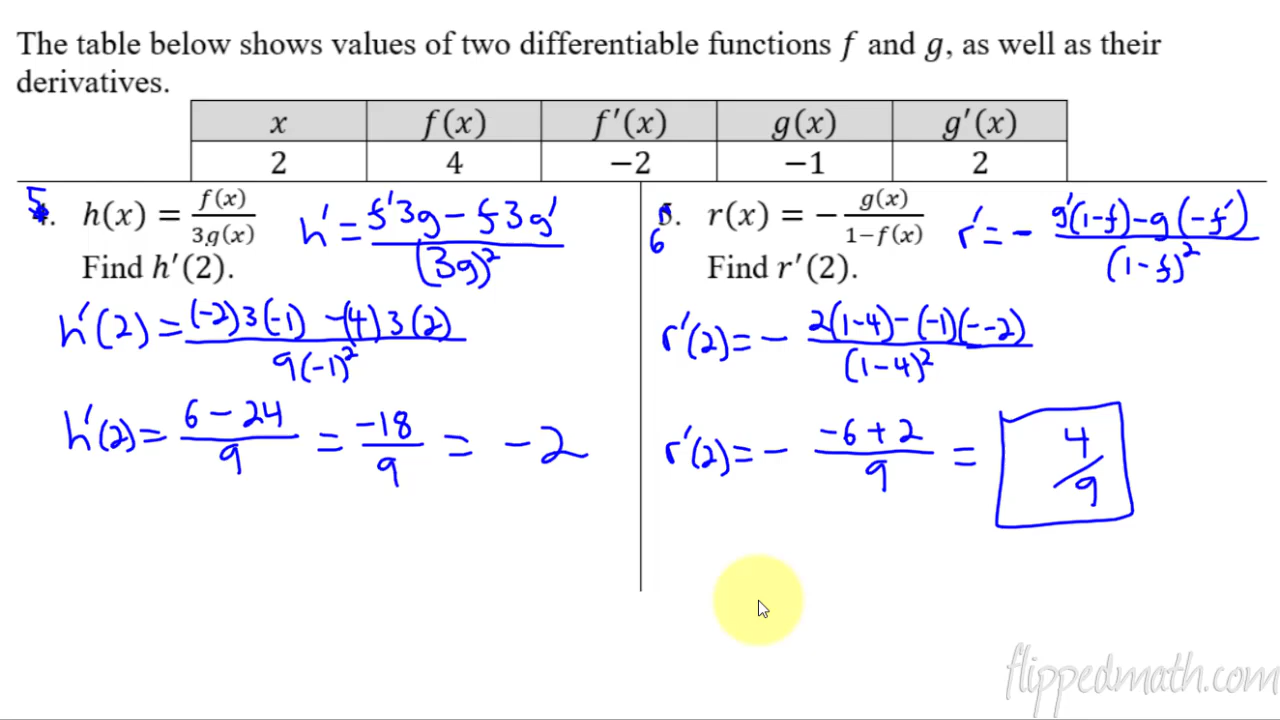 The table below shows values of two differentiable functions f and g, as well as their
derivatives.
x f(x) f′(x) g(x) g′(x)
2 4 −2 −1 2
5. h(x) = f(x)/3g(x) h′ = (f′3g − f3g′)/(3g)²
Find h′(2).
h′(2) = ((-2)3(-1) − (4)3(2))/9(-1)²
h′(2) = (6 − 24)/9 = −18/9 = −2
6. r(x) = − g(x)/(1−f(x)) r′ = − (g′(1-f) − g(-f′))/(1-f)²
Find r′(2).
r′(2) = − (2(1-4) − (-1)(- -2))/(1-4)²
r′(2) = − (−6+2)/9 = 4/9
flippedmath.com